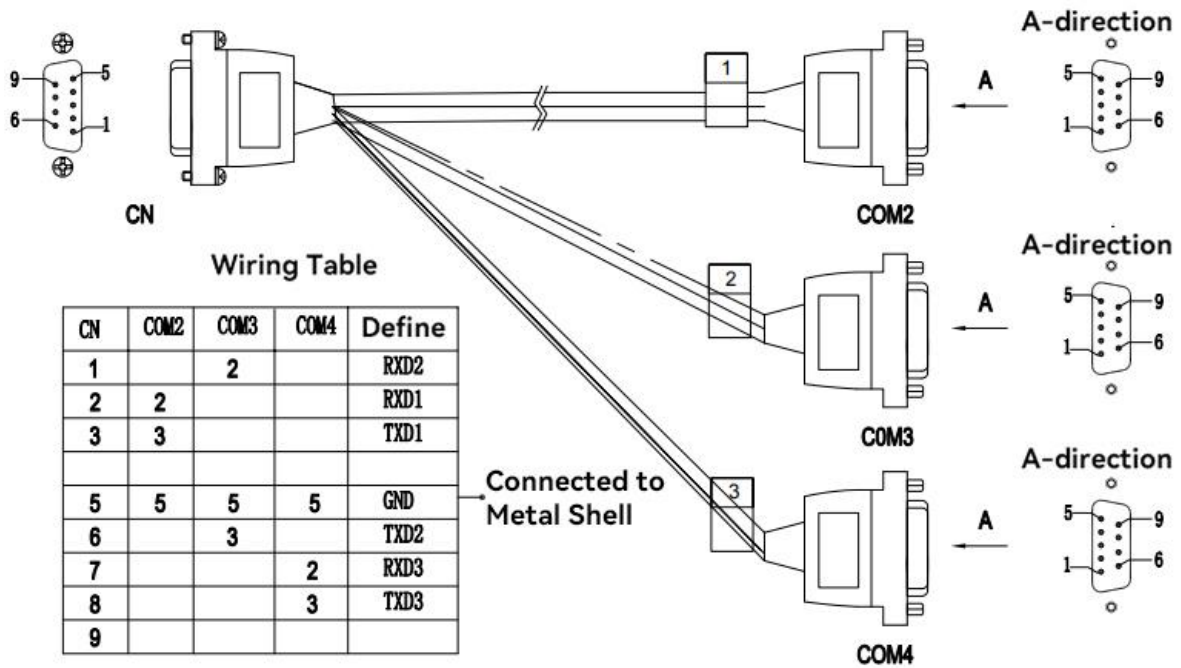 A-direction
9 5
6 1
CN
1
COM2
A
5 9
1 6
A-direction
2
C0M3
A
5 9
1 6
A-direction
3
COM4
A
5 9
1 6
Wiring Table
CN COM2 COM3 COM4 Define
1 2 RXD2
2 2 RXD1
3 3 TXD1
5 5 5 5 GND
6 3 TXD2
7 2 RXD3
8 3 TXD3
9
Connected to
Metal Shell